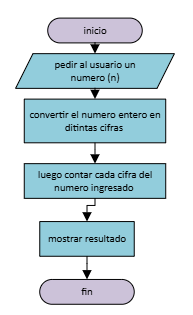 inicio
pedir al usuario un
numero (n)
convertir el numero entero en
ditintas cifras
luego contar cada cifra del
numero ingresado
mostrar resultado
fin